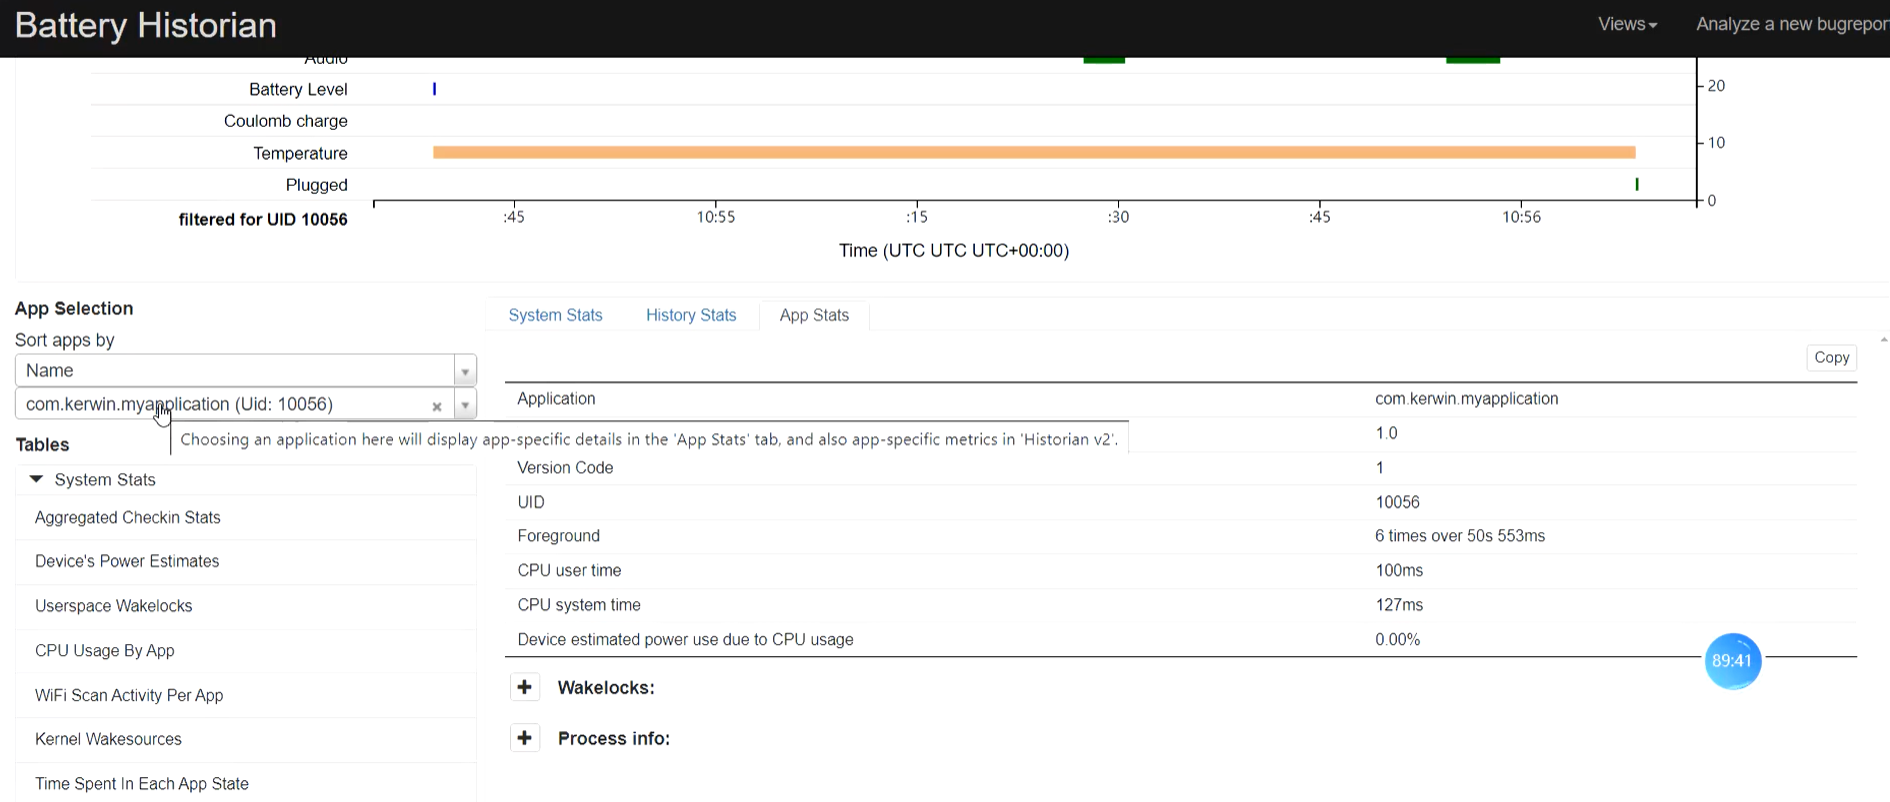 Battery Historian
Views
Analyze a new bugrepor
Audio
Battery Level
20
Coulomb charge
Temperature
10
Plugged
0
filtered for UID 10056
:45 10:55 :15 :30 :45 10:56
Time (UTC UTC UTC+00:00)
App Selection
Sort apps by
Name
com.kerwin.myapplication (Uid: 10056)
Choosing an application here will display app-specific details in the 'App Stats' tab, and also app-specific metrics in 'Historian v2'.
Tables
System Stats
Aggregated Checkin Stats
Device's Power Estimates
Userspace Wakelocks
CPU Usage By App
WiFi Scan Activity Per App
Kernel Wakesources
Time Spent In Each App State
System Stats History Stats App Stats
Copy
Application com.kerwin.myapplication
1.0
Version Code 1
UID 10056
Foreground 6 times over 50s 553ms
CPU user time 100ms
CPU system time 127ms
Device estimated power use due to CPU usage 0.00%
89:41
Wakelocks:
Process info: